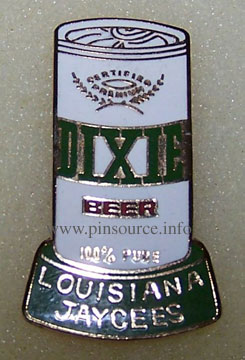 CERTIFIED
PREMIUM
DIXIE
BEER
www.pinsource.info
100% PURE
LOUISIANA
JAYCEES